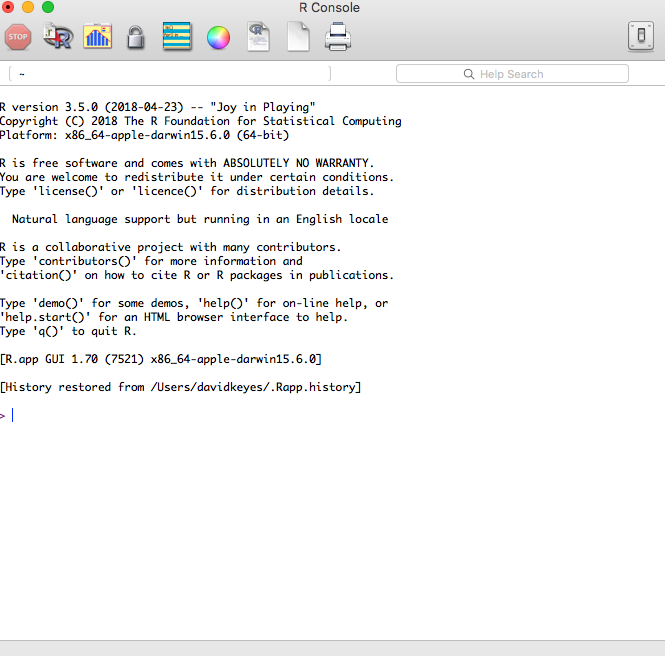 R Console
STOP
R
~
Help Search
R version 3.5.0 (2018-04-23) -- "Joy in Playing"
Copyright (C) 2018 The R Foundation for Statistical Computing
Platform: x86_64-apple-darwin15.6.0 (64-bit)
R is free software and comes with ABSOLUTELY NO WARRANTY.
You are welcome to redistribute it under certain conditions.
Type 'license()' or 'licence()' for distribution details.
Natural language support but running in an English locale
R is a collaborative project with many contributors.
Type 'contributors()' for more information and
'citation()' on how to cite R or R packages in publications.
Type 'demo()' for some demos, 'help()' for on-line help, or
'help.start()' for an HTML browser interface to help.
Type 'q()' to quit R.
[R.app GUI 1.70 (7521) x86_64-apple-darwin15.6.0]
[History restored from /Users/davidkeyes/.Rapp.history]
>